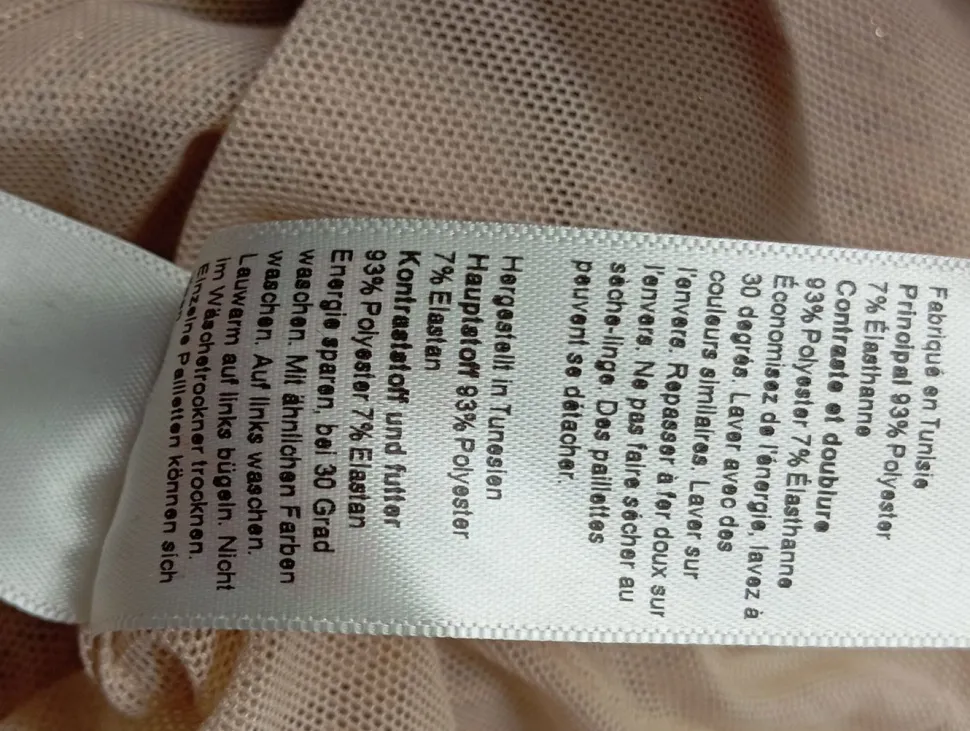 Fabriqué en Tunisie
Principal 93% Polyester
7% Élasthanne
Contraste et doublure
93% Polyester 7% Élasthanne
Économisez de l'énergie, lavez à
30 degrés. Laver avec des
couleurs similaires. Laver sur
l'envers. Repasser à fer doux sur
l'envers. Ne pas faire sécher au
sèche-linge. Des paillettes
peuvent se détacher.
Hergestellt in Tunesien
Hauptstoff 93% Polyester
7% Elastan
Kontraststoff und futter
93% Polyester 7% Elastan
Energie sparen, bei 30 Grad
waschen. Mit ähnlichen Farben
waschen. Auf links waschen.
Lauwarm auf links bügeln. Nicht
im Wäschetrockner trocknen.
Einzelne Pailletten können sich